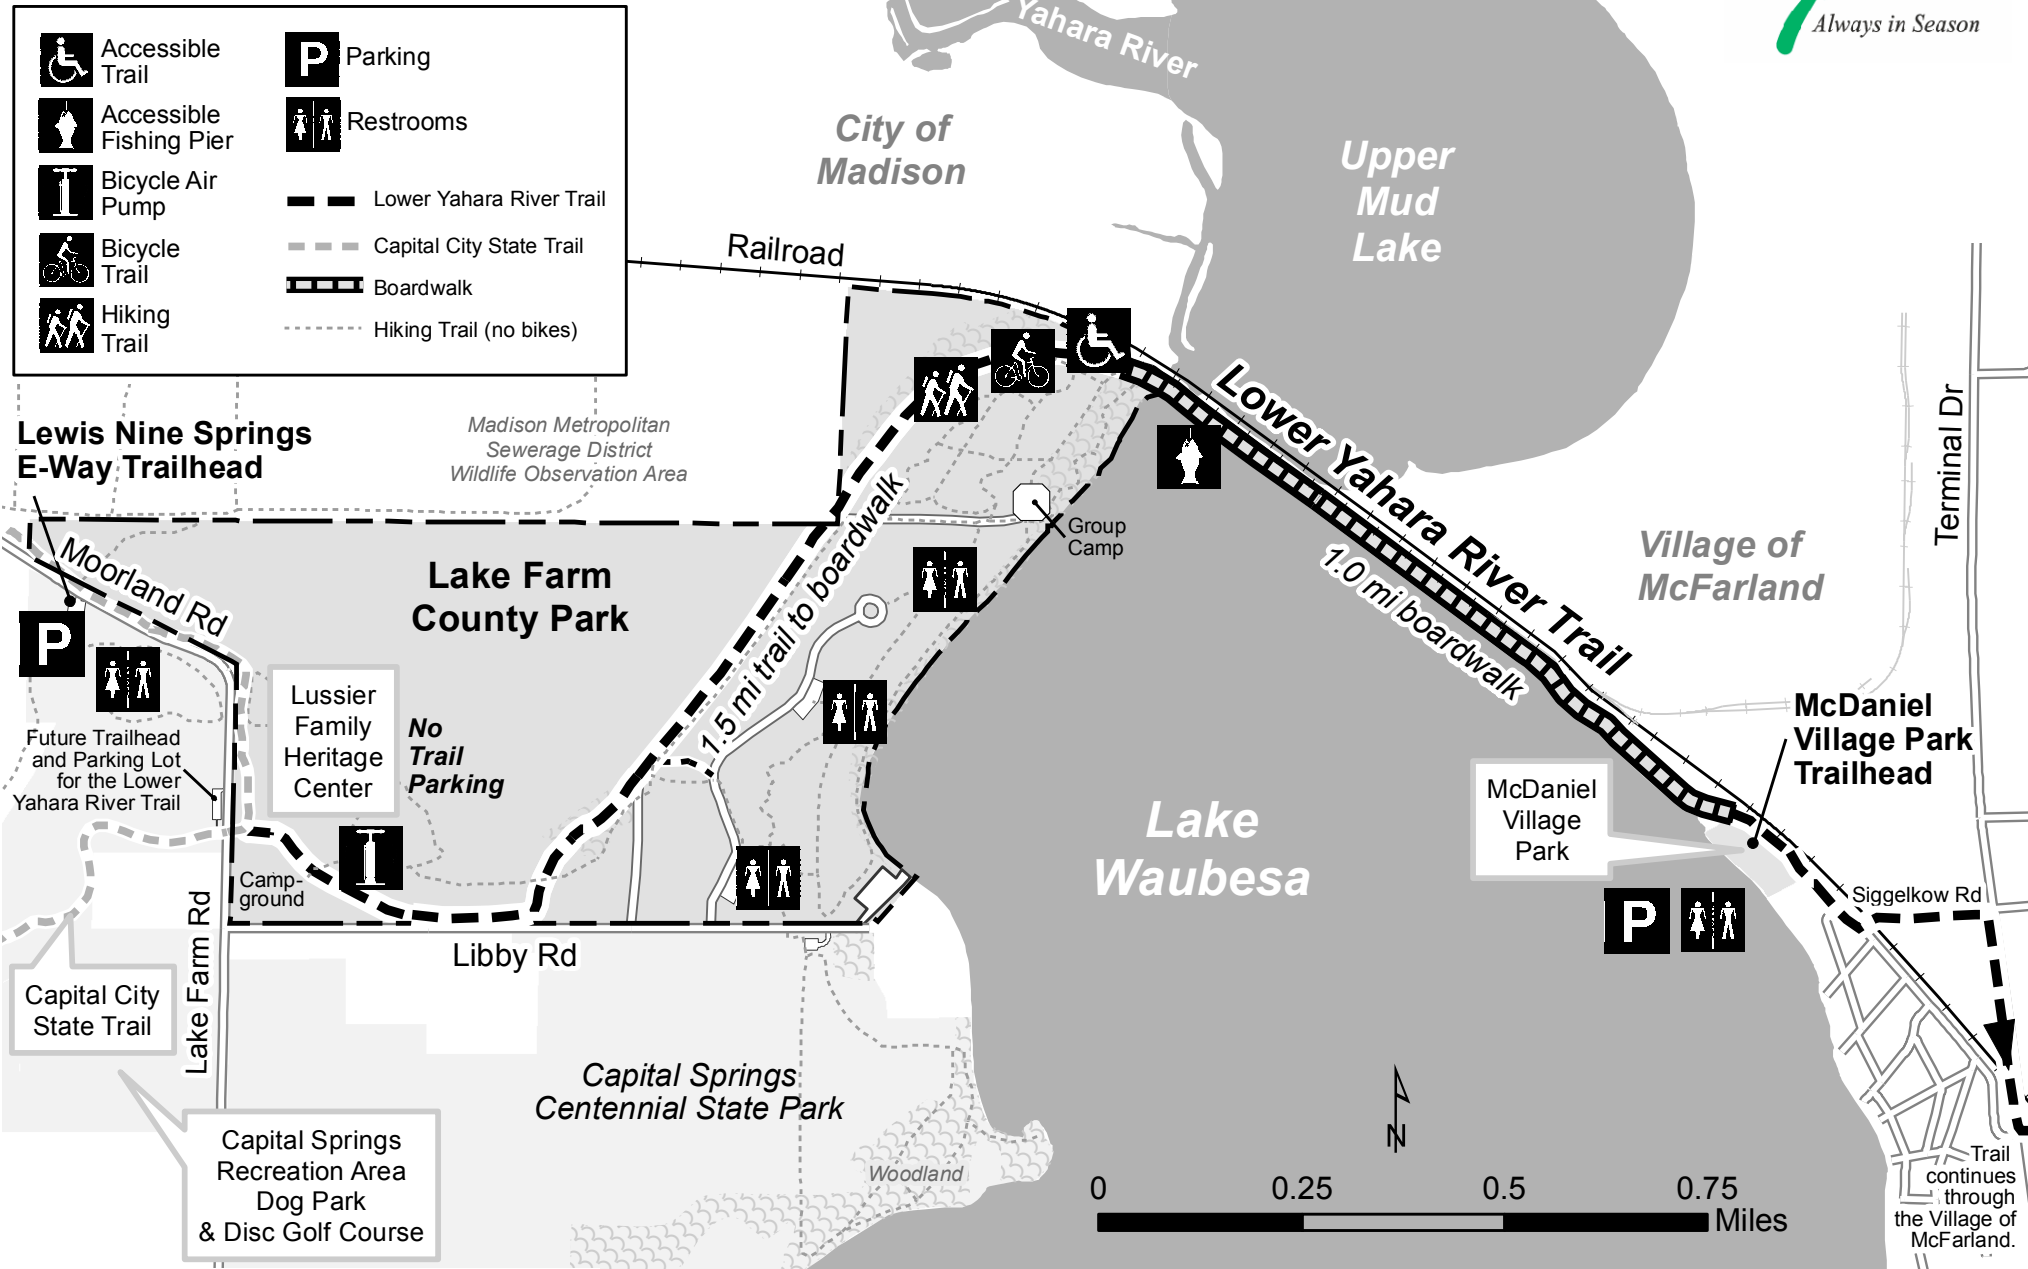 Accessible
Trail
Accessible
Fishing Pier
Bicycle Air
Pump
Bicycle
Trail
Hiking
Trail
P
Parking
Restrooms
Lower Yahara River Trail
Capital City State Trail
Boardwalk
Hiking Trail (no bikes)
Always in Season
Yahara River
City of
Madison
Upper
Mud
Lake
Railroad
Terminal Dr
Lewis Nine Springs
E-Way Trailhead
Madison Metropolitan
Sewerage District
Wildlife Observation Area
Lower Yahara River Trail
1.0 mi boardwalk
1.5 mi trail to boardwalk
Group
Camp
Village of
McFarland
Moorland Rd
Lake Farm
County Park
P
Lussier
Family
Heritage
Center
No
Trail
Parking
Future Trailhead
and Parking Lot
for the Lower
Yahara River Trail
McDaniel
Village Park
Trailhead
McDaniel
Village
Park
Lake
Waubesa
Camp-
ground
Siggelkow Rd
P
Libby Rd
Lake Farm Rd
Capital City
State Trail
Capital Springs
Centennial State Park
Capital Springs
Recreation Area
Dog Park
& Disc Golf Course
Woodland
N
0 0.25 0.5 0.75
Miles
Trail
continues
through
the Village of
McFarland.